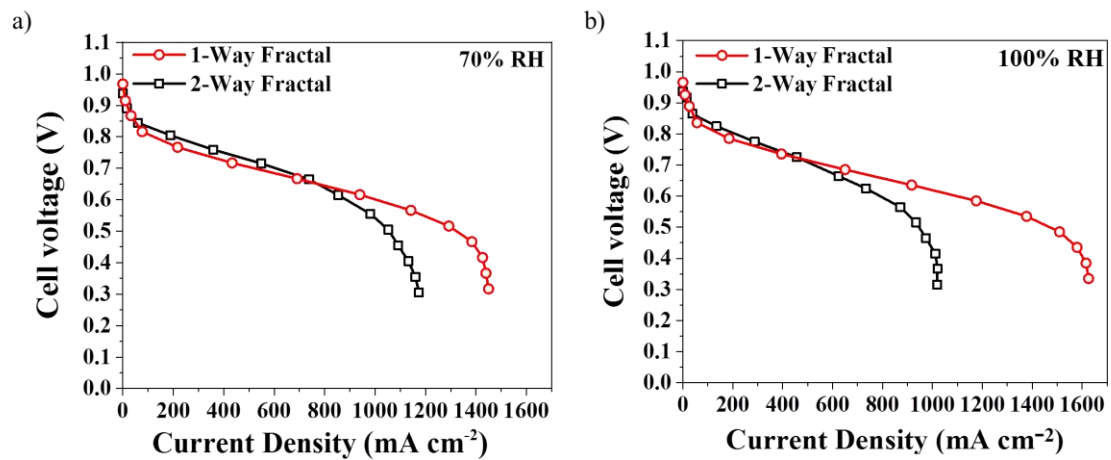 a)
1.1
1.0
0.9
0.8
0.7
0.6
0.5
0.4
0.3
0.2
0.1
0.0
Cell voltage (V)
1-Way Fractal
2-Way Fractal
70% RH
0 200 400 600 800 1000 1200 1400 1600
Current Density (mA cm⁻²)
b)
1.1
1.0
0.9
0.8
0.7
0.6
0.5
0.4
0.3
0.2
0.1
0.0
Cell voltage (V)
1-Way Fractal
2-Way Fractal
100% RH
0 200 400 600 800 1000 1200 1400 1600
Current Density (mA cm⁻²)